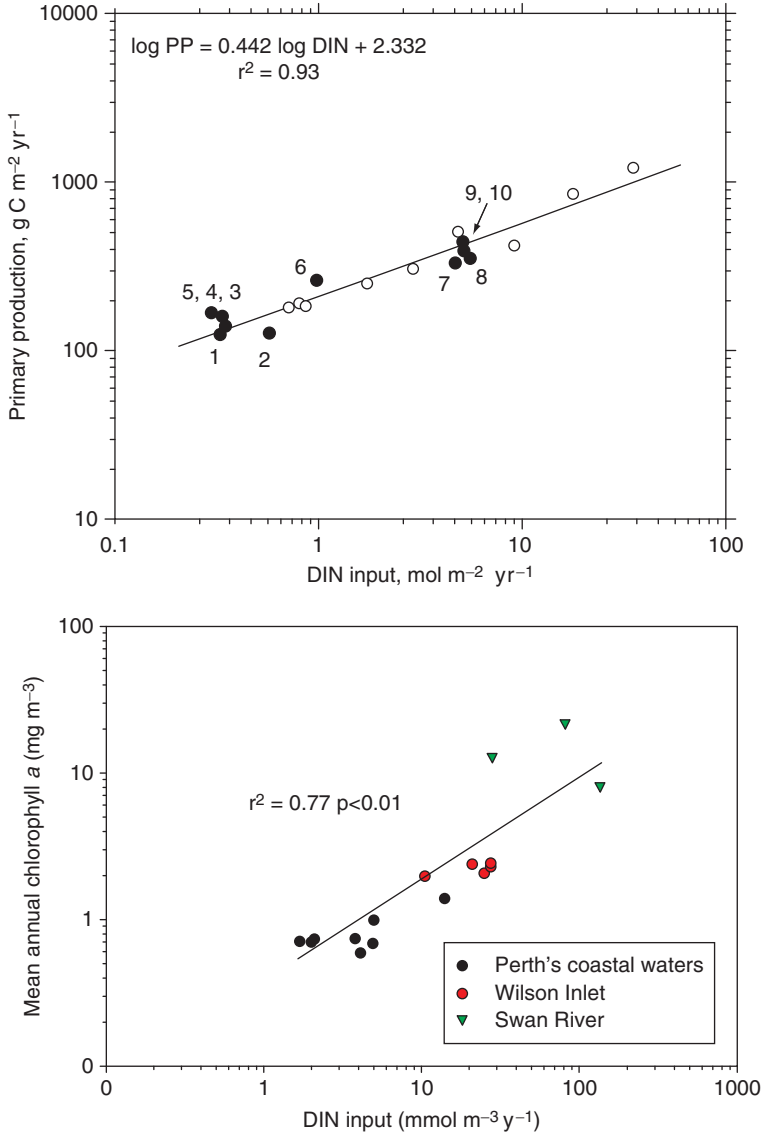 10000
log PP = 0.442 log DIN + 2.332
r² = 0.93
1000
9, 10
6
7
8
5, 4, 3
1
2
100
10
0.1
1
10
100
Primary production, g C m⁻² yr⁻¹
DIN input, mol m⁻² yr⁻¹
100
10
r² = 0.77 p<0.01
1
Perth's coastal waters
Wilson Inlet
Swan River
0
0
1
10
100
1000
Mean annual chlorophyll a (mg m⁻³)
DIN input (mmol m⁻³ y⁻¹)